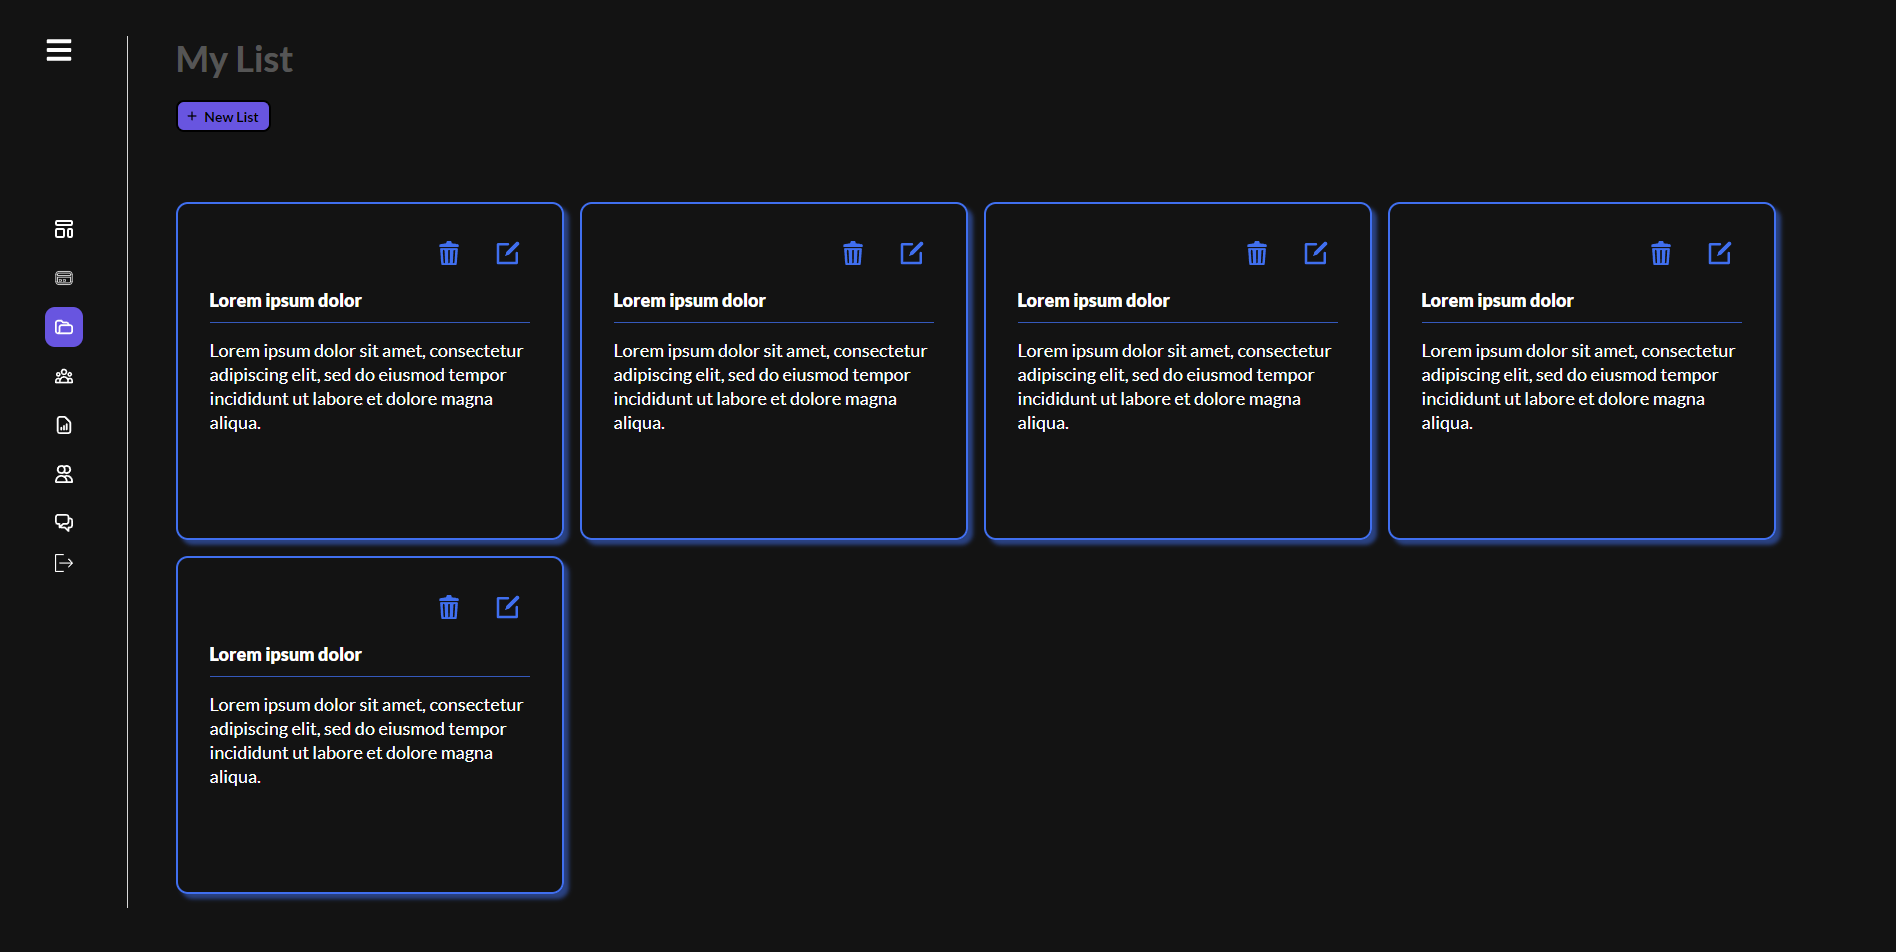 My List
+ New List
Lorem ipsum dolor
Lorem ipsum dolor sit amet, consectetur
adipiscing elit, sed do eiusmod tempor
incididunt ut labore et dolore magna
aliqua.
Lorem ipsum dolor
Lorem ipsum dolor sit amet, consectetur
adipiscing elit, sed do eiusmod tempor
incididunt ut labore et dolore magna
aliqua.
Lorem ipsum dolor
Lorem ipsum dolor sit amet, consectetur
adipiscing elit, sed do eiusmod tempor
incididunt ut labore et dolore magna
aliqua.
Lorem ipsum dolor
Lorem ipsum dolor sit amet, consectetur
adipiscing elit, sed do eiusmod tempor
incididunt ut labore et dolore magna
aliqua.
Lorem ipsum dolor
Lorem ipsum dolor sit amet, consectetur
adipiscing elit, sed do eiusmod tempor
incididunt ut labore et dolore magna
aliqua.